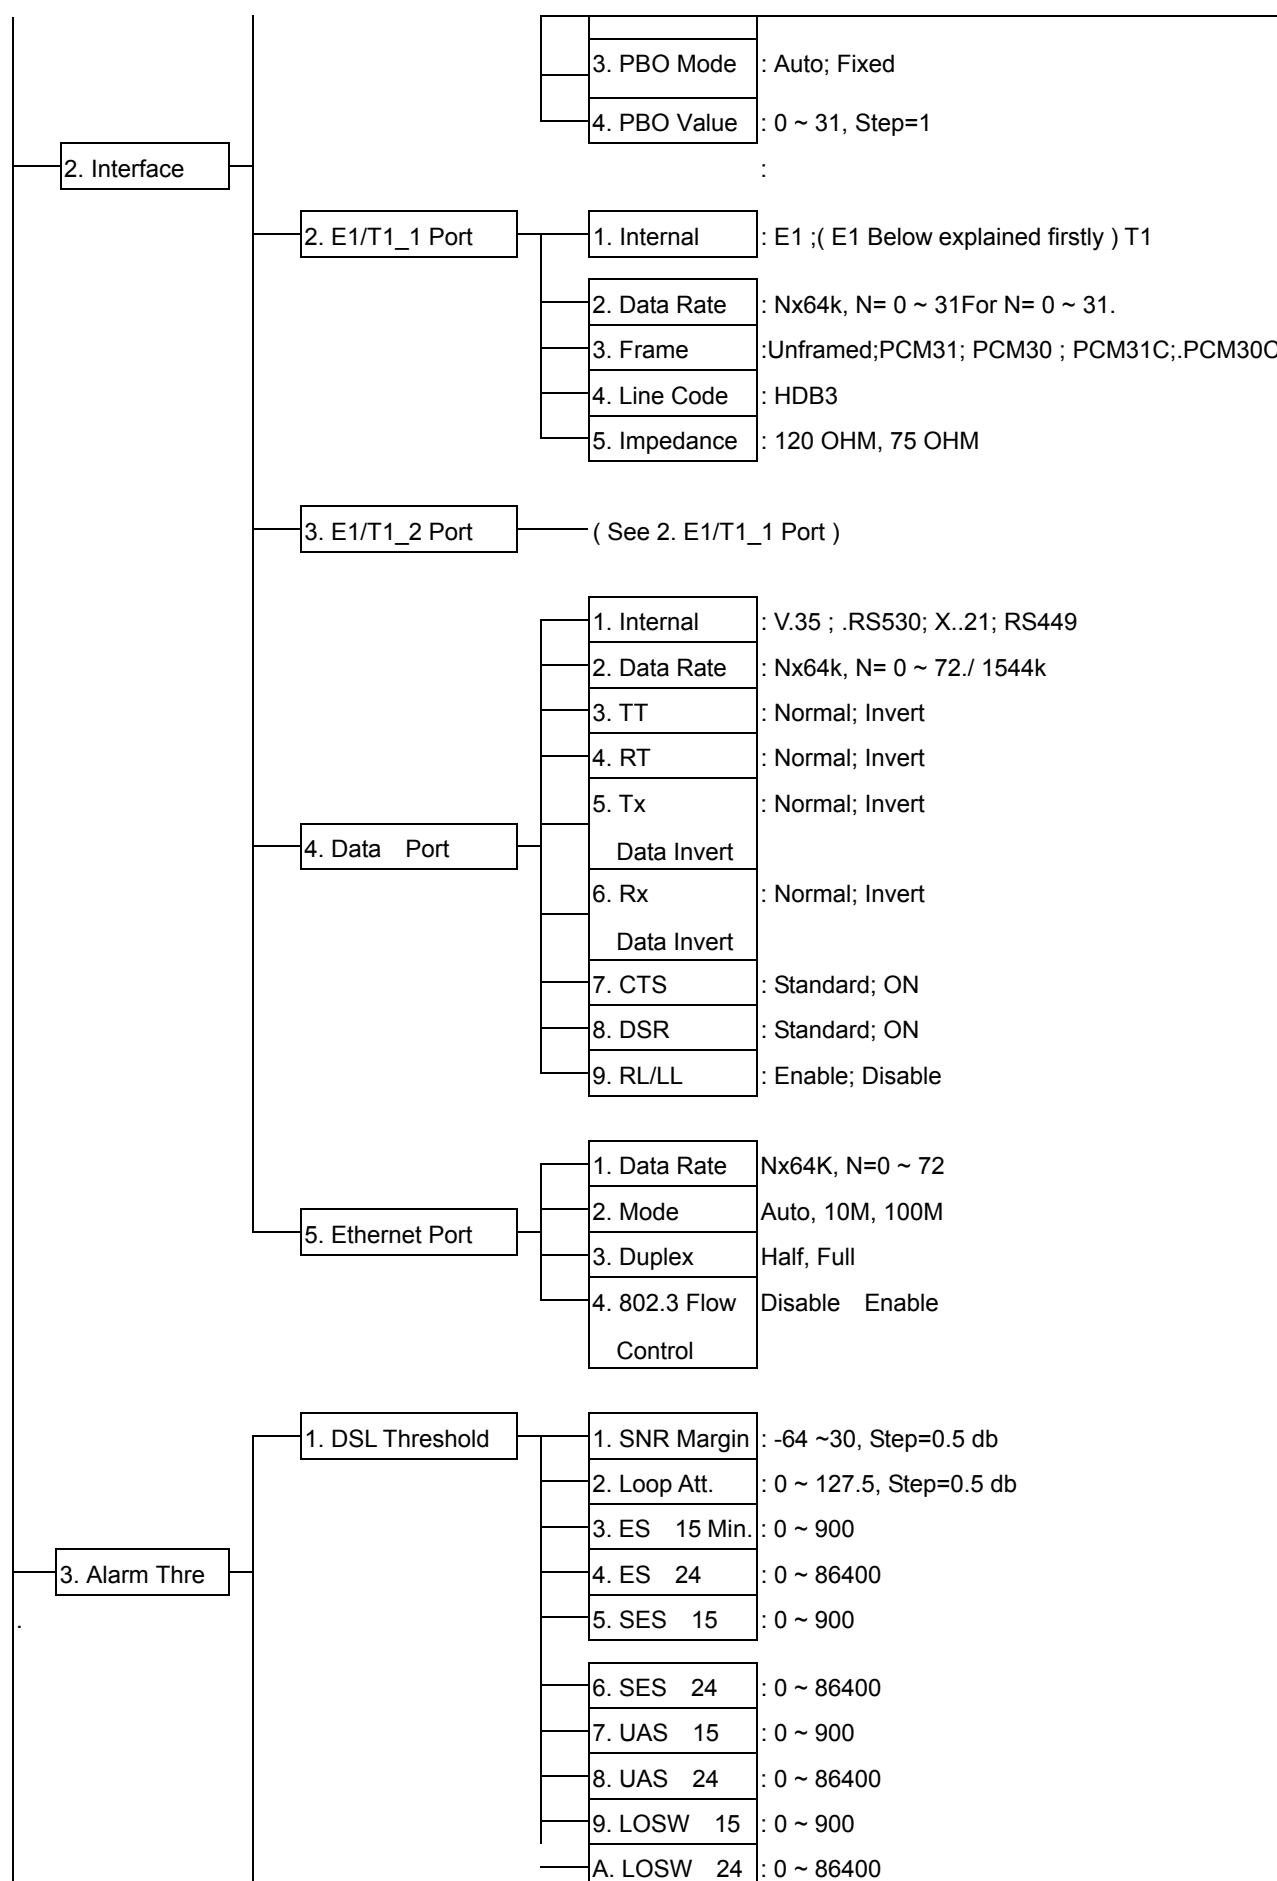 3. PBO Mode : Auto; Fixed
4. PBO Value : 0 ~ 31, Step=1
2. Interface :
2. E1/T1_1 Port 1. Internal : E1 ;( E1 Below explained firstly ) T1
2. Data Rate : Nx64k, N= 0 ~ 31For N= 0 ~ 31.
3. Frame :Unframed;PCM31; PCM30 ; PCM31C;.PCM30C
4. Line Code : HDB3
5. Impedance : 120 OHM, 75 OHM
3. E1/T1_2 Port ( See 2. E1/T1_1 Port )
1. Internal : V.35 ; .RS530; X..21; RS449
2. Data Rate : Nx64k, N= 0 ~ 72./ 1544k
3. TT : Normal; Invert
4. RT : Normal; Invert
5. Tx : Normal; Invert
4. Data Port Data Invert
6. Rx : Normal; Invert
Data Invert
7. CTS : Standard; ON
8. DSR : Standard; ON
9. RL/LL : Enable; Disable
1. Data Rate Nx64K, N=0 ~ 72
2. Mode Auto, 10M, 100M
5. Ethernet Port
3. Duplex Half, Full
4. 802.3 Flow Disable Enable
Control
1. DSL Threshold 1. SNR Margin : -64 ~30, Step=0.5 db
2. Loop Att. : 0 ~ 127.5, Step=0.5 db
3. ES 15 Min. : 0 ~ 900
3. Alarm Thre 4. ES 24 : 0 ~ 86400
. 5. SES 15 : 0 ~ 900
6. SES 24 : 0 ~ 86400
7. UAS 15 : 0 ~ 900
8. UAS 24 : 0 ~ 86400
9. LOSW 15 : 0 ~ 900
A. LOSW 24 : 0 ~ 86400